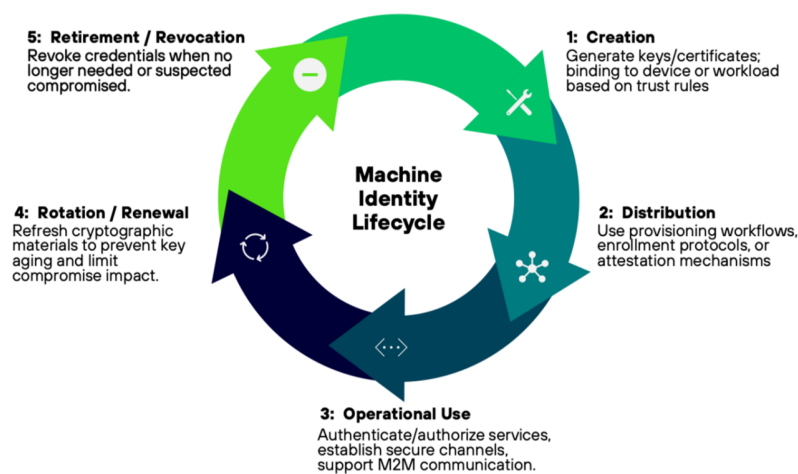 Machine
Identity
Lifecycle
1: Creation
Generate keys/certificates;
binding to device or workload
based on trust rules
2: Distribution
Use provisioning workflows,
enrollment protocols, or
attestation mechanisms
3: Operational Use
Authenticate/authorize services,
establish secure channels,
support M2M communication.
4: Rotation / Renewal
Refresh cryptographic
materials to prevent key
aging and limit
compromise impact.
5: Retirement / Revocation
Revoke credentials when no
longer needed or suspected
compromised.